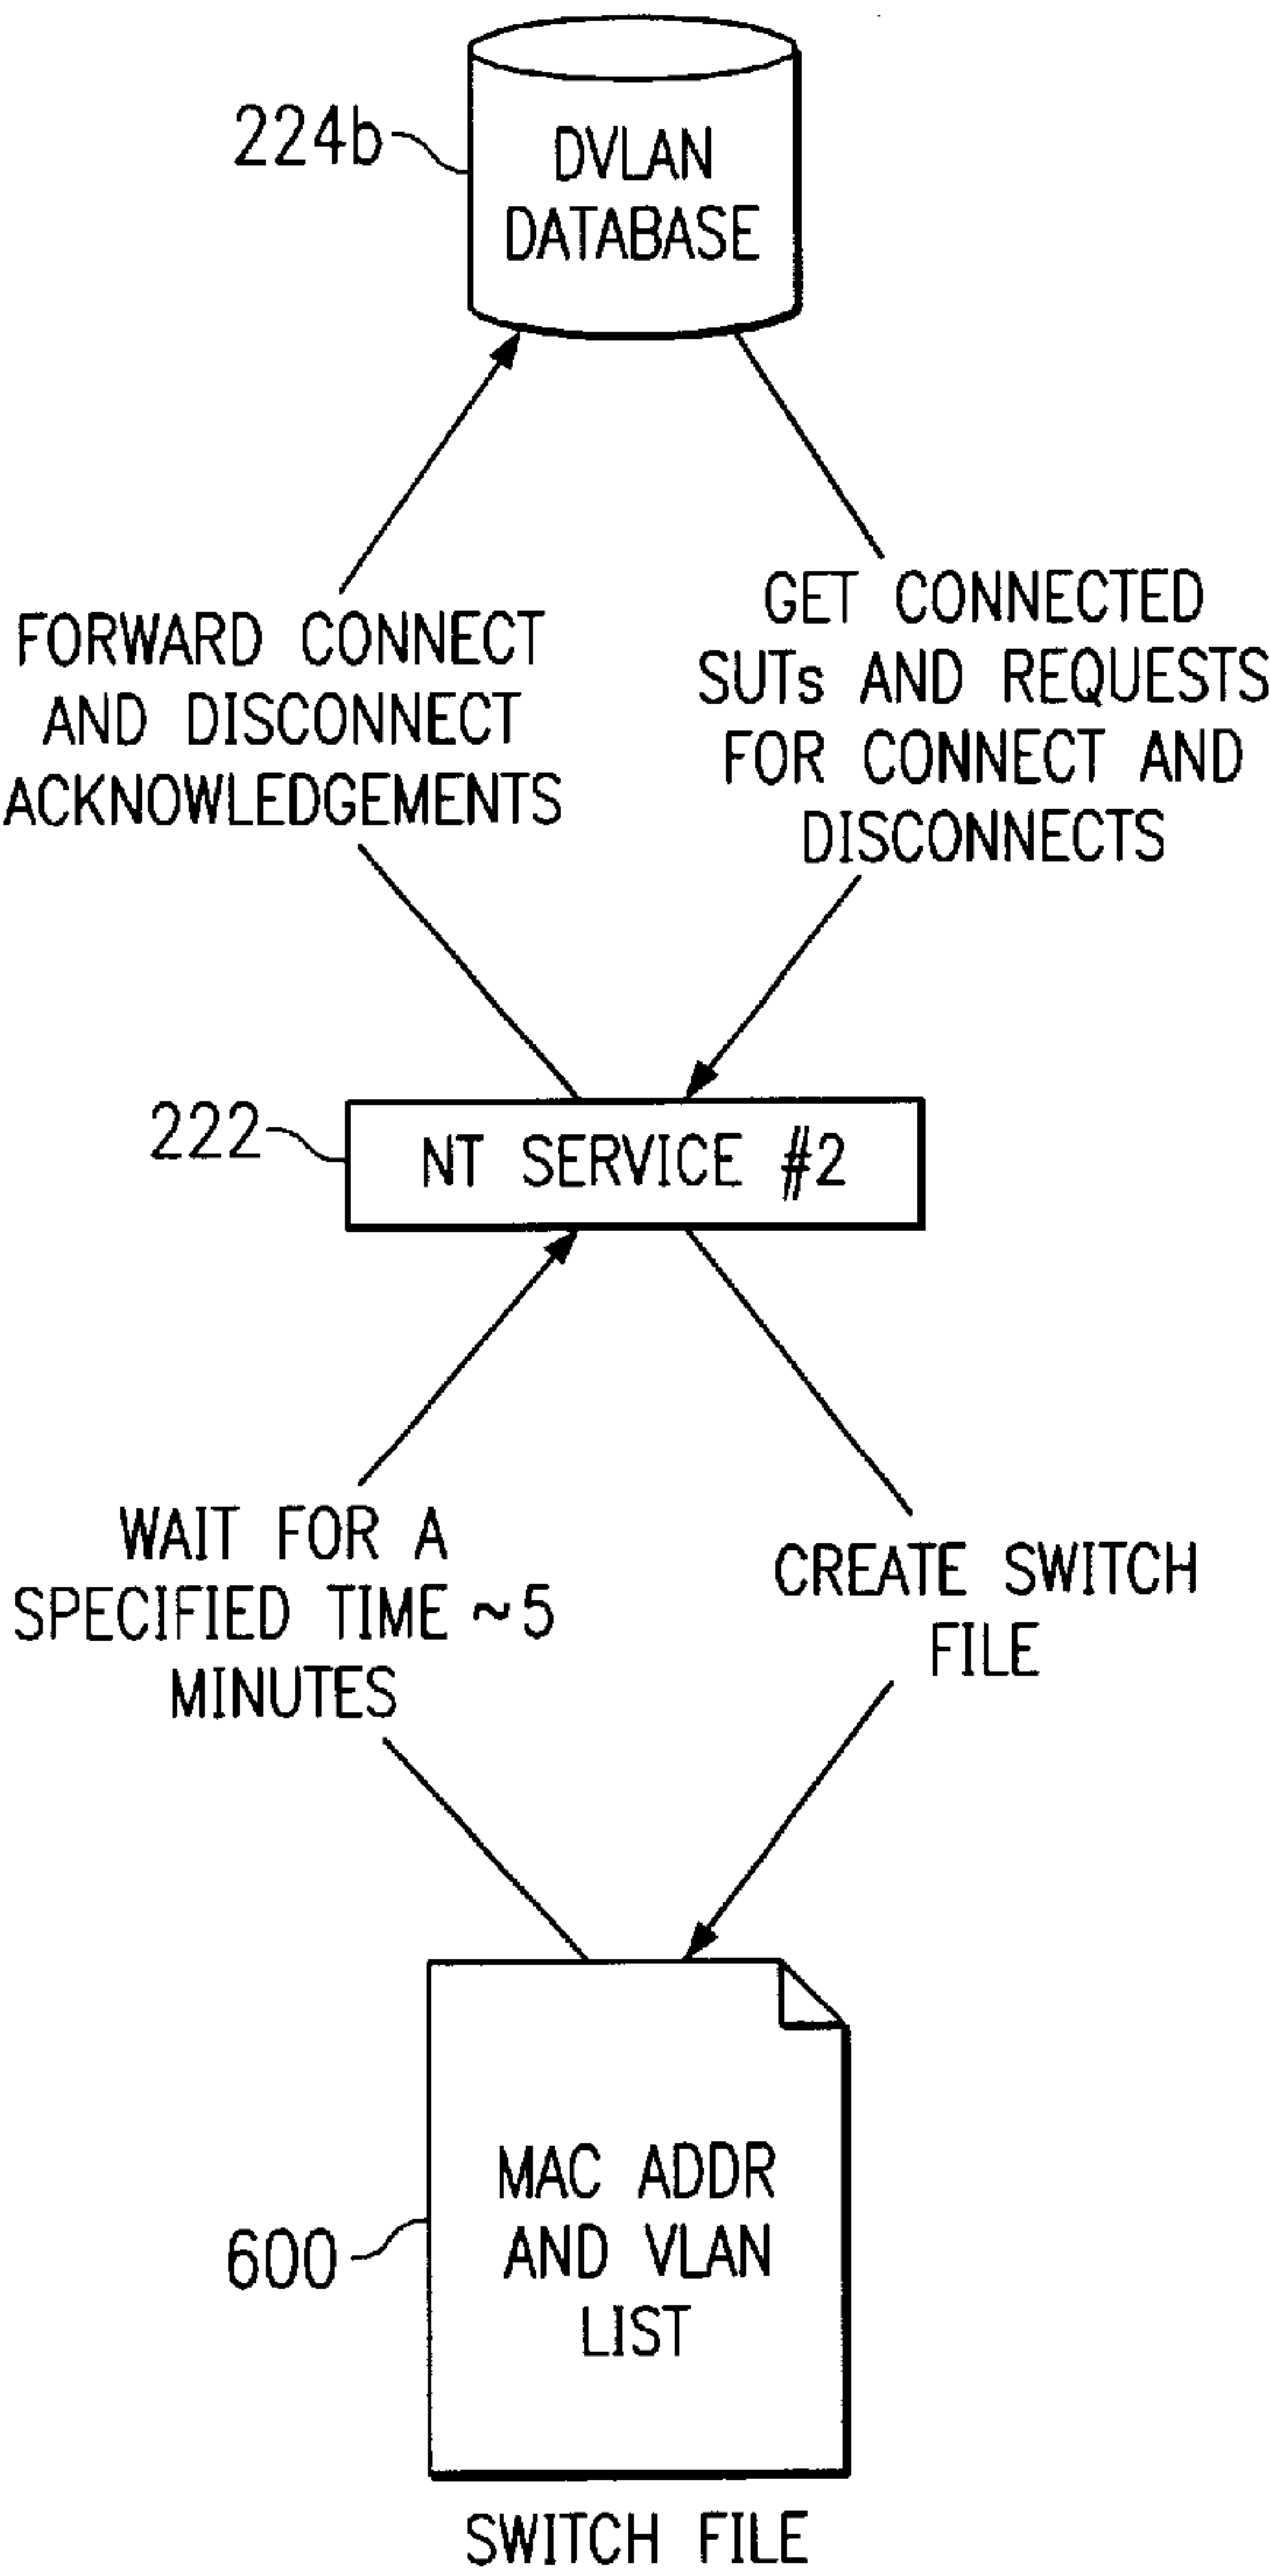 224b
DVLAN
DATABASE
FORWARD CONNECT
AND DISCONNECT
ACKNOWLEDGEMENTS
GET CONNECTED
SUTs AND REQUESTS
FOR CONNECT AND
DISCONNECTS
222
NT SERVICE #2
WAIT FOR A
SPECIFIED TIME ~5
MINUTES
CREATE SWITCH
FILE
600
MAC ADDR
AND VLAN
LIST
SWITCH FILE